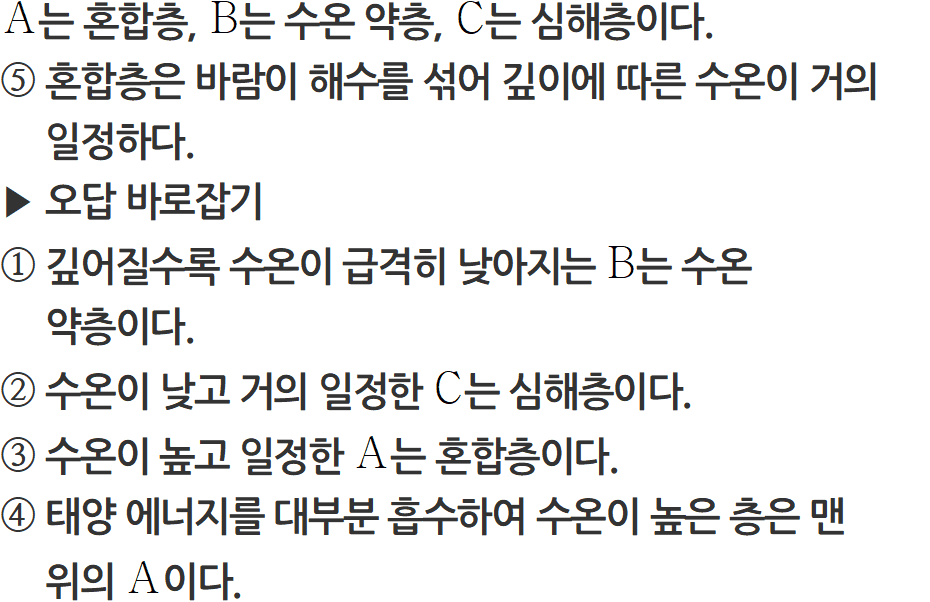 A는 혼합층, B는 수온 약층, C는 심해층이다.
⑤ 혼합층은 바람이 해수를 섞어 깊이에 따른 수온이 거의
일정하다.
▶ 오답 바로잡기
① 깊어질수록 수온이 급격히 낮아지는 B는 수온
약층이다.
② 수온이 낮고 거의 일정한 C는 심해층이다.
③ 수온이 높고 일정한 A는 혼합층이다.
④ 태양 에너지를 대부분 흡수하여 수온이 높은 층은 맨
위의 A이다.